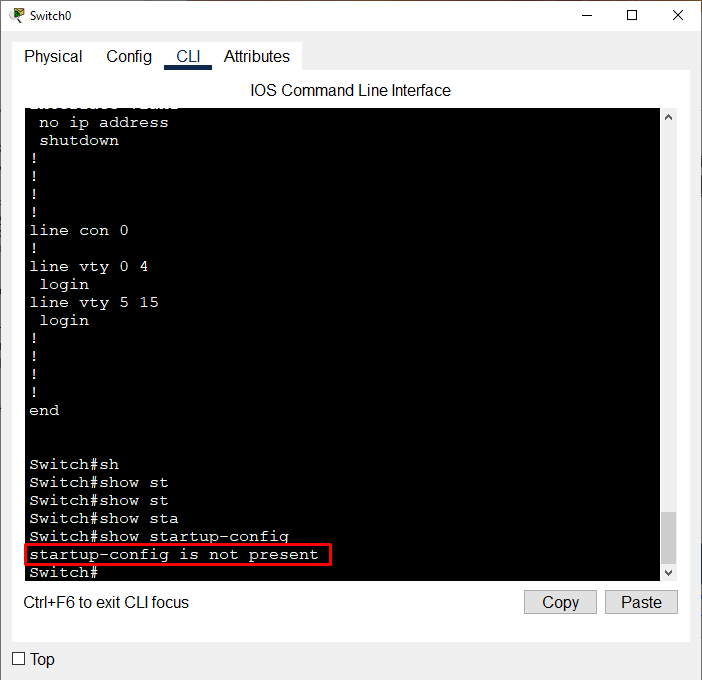 Switch0
Physical Config CLI Attributes
IOS Command Line Interface
no ip address
shutdown
!
!
!
!
line con 0
!
line vty 0 4
login
line vty 5 15
login
!
!
!
!
end
Switch#sh
Switch#show st
Switch#show st
Switch#show sta
Switch#show startup-config
startup-config is not present
Switch#
Ctrl+F6 to exit CLI focus
Copy Paste
Top